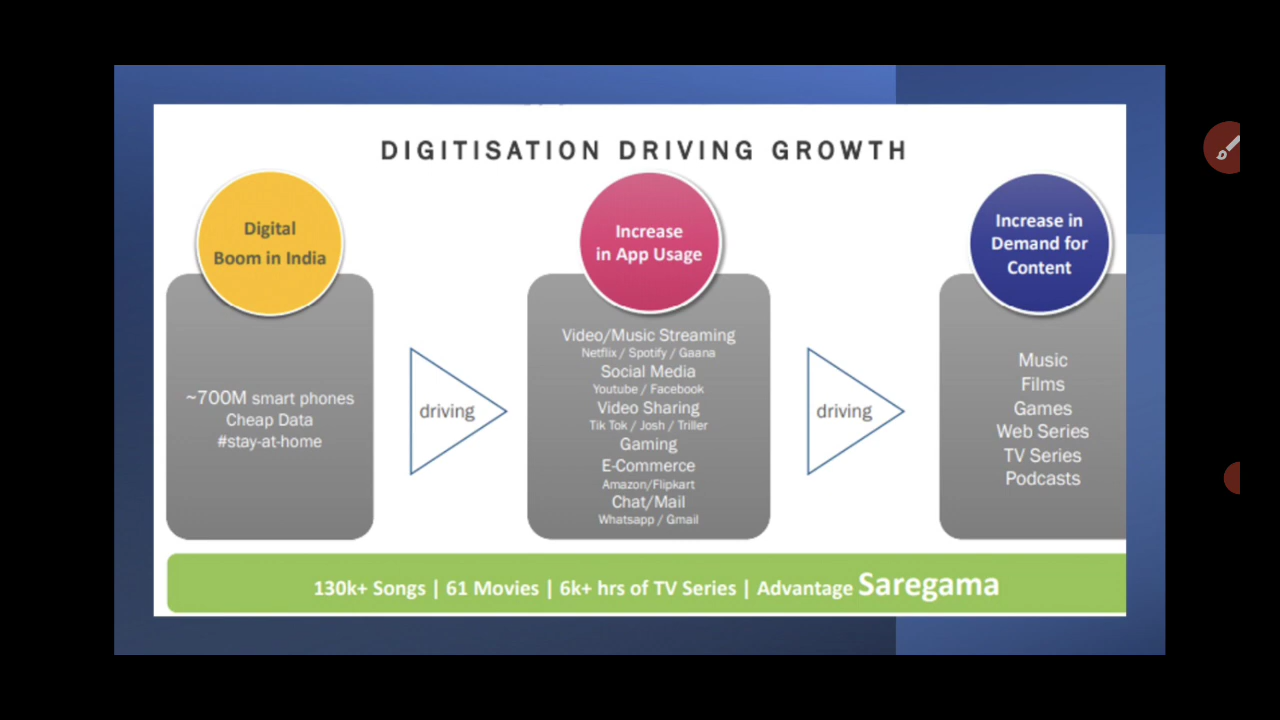 DIGITISATION DRIVING GROWTH
Digital
Boom in India
~700M smart phones
Cheap Data
#stay-at-home
driving
Increase
in App Usage
Video/Music Streaming
Netflix / Spotify / Gaana
Social Media
Youtube / Facebook
Video Sharing
Tik Tok / Josh / Triller
Gaming
E-Commerce
Amazon/Flipkart
Chat/Mail
Whatsapp / Gmail
driving
Increase in
Demand for
Content
Music
Films
Games
Web Series
TV Series
Podcasts
130k+ Songs | 61 Movies | 6k+ hrs of TV Series | Advantage Saregama